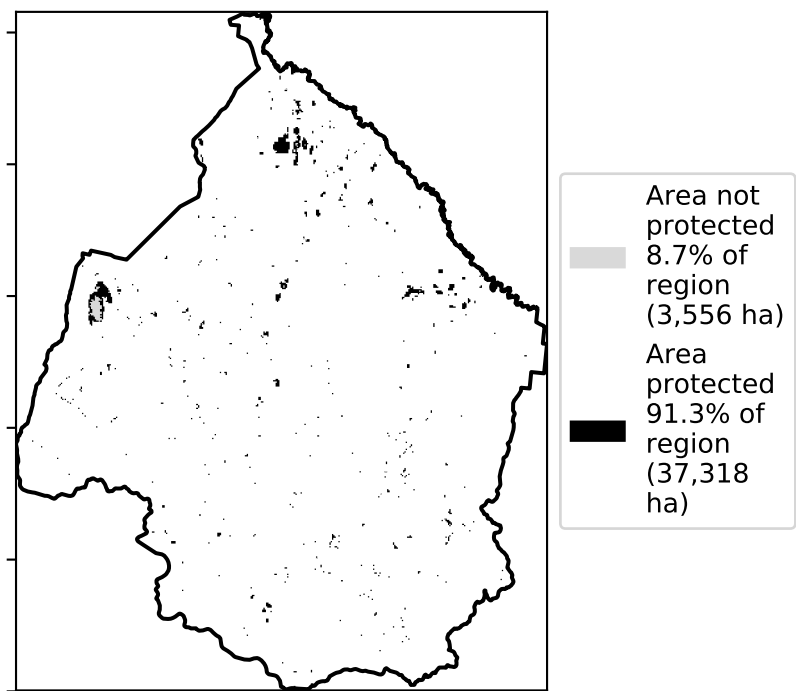 Area not
protected
8.7% of
region
(3,556 ha)
Area
protected
91.3% of
region
(37,318
ha)